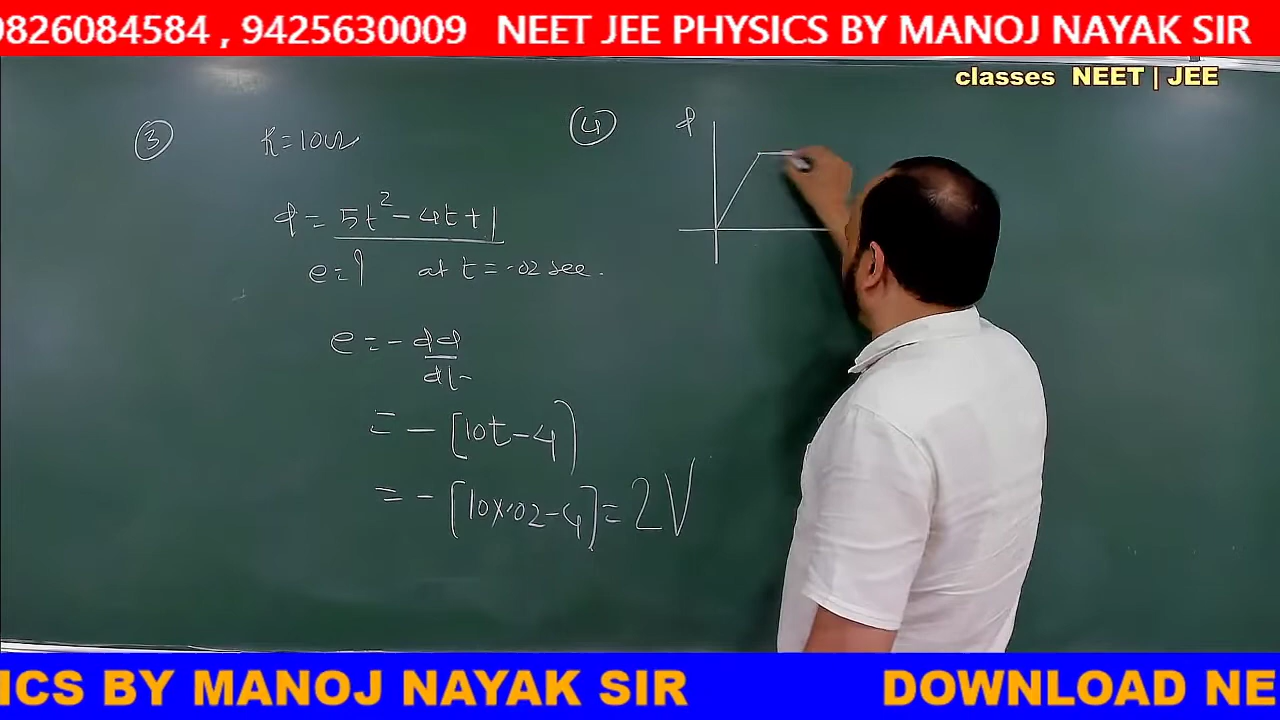 9826084584 , 9425630009 NEET JEE PHYSICS BY MANOJ NAYAK SIR
classes NEET | JEE
③ R=10Ω
φ = 5t² - 4t + 1
e = ? at t = .02 sec.
e = - dφ
dt
= - [10t - 4]
= - [10x.02 - 4] = 2V
④ φ
ICS BY MANOJ NAYAK SIR DOWNLOAD NE